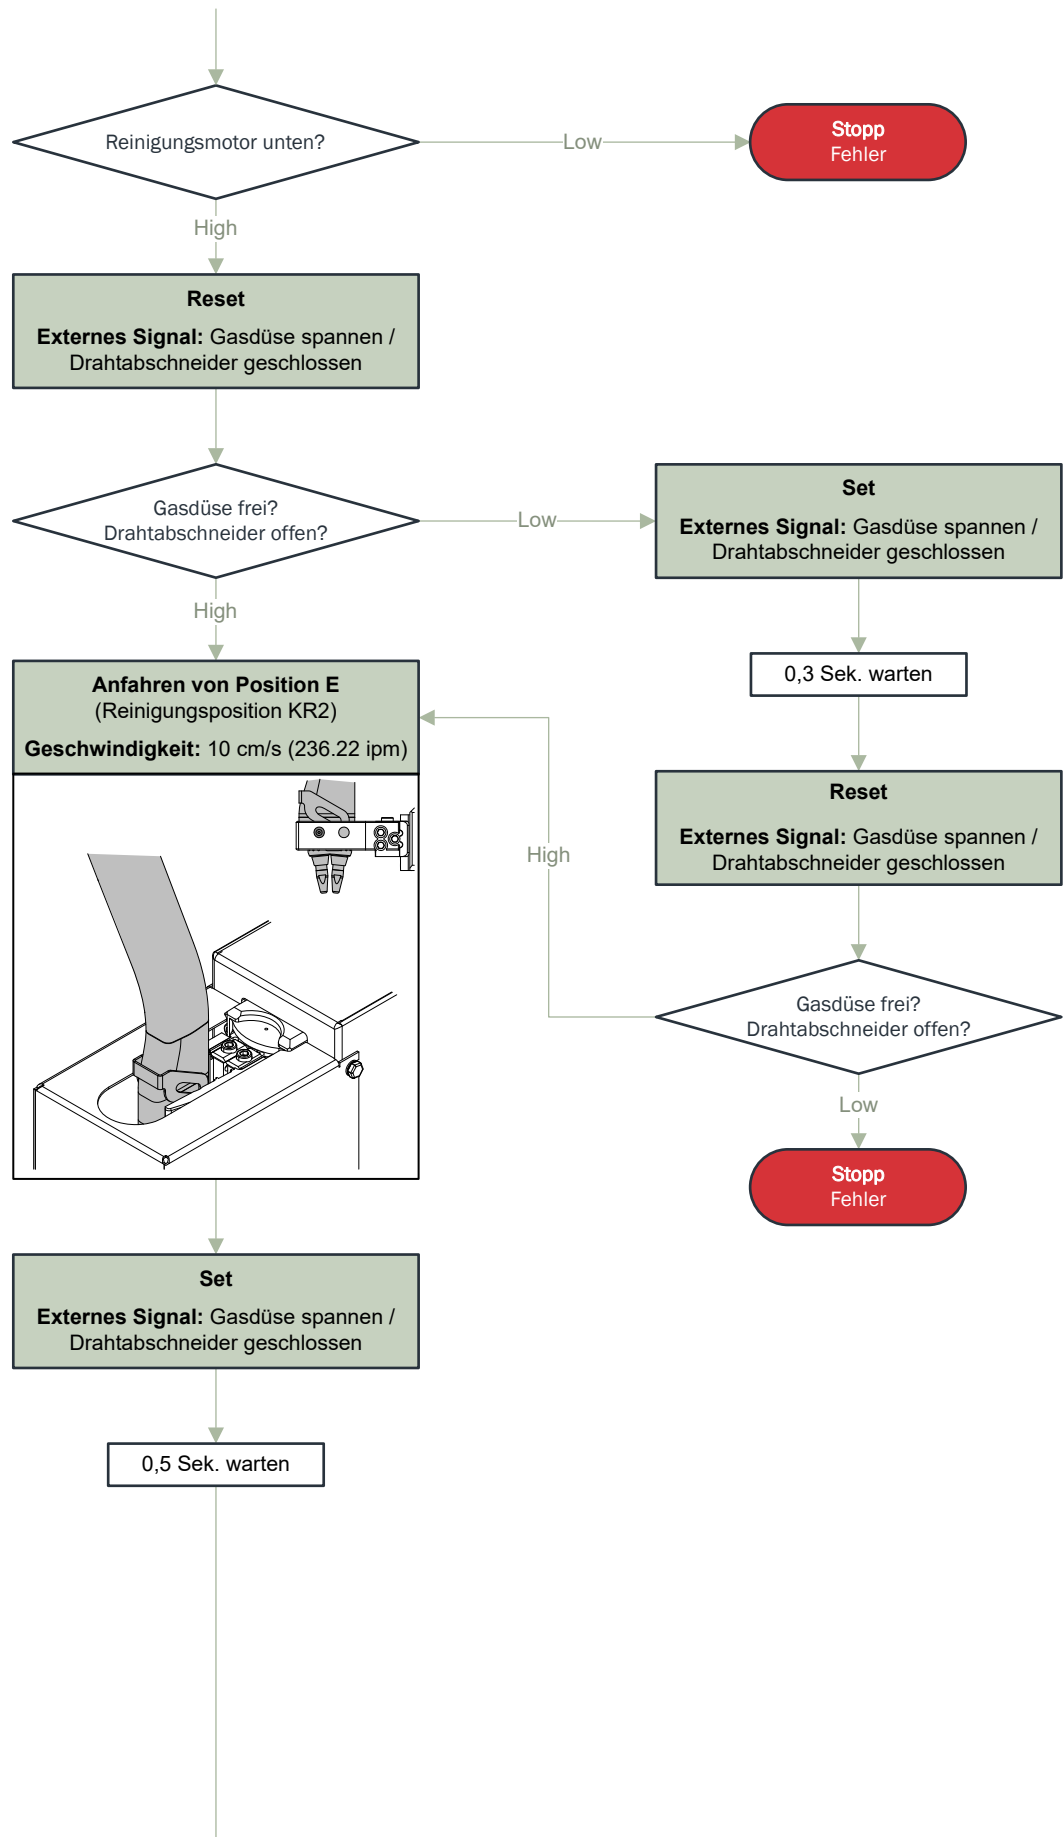 Reinigungsmotor unten?
Low
Stopp
Fehler
High
Reset
Externes Signal: Gasdüse spannen /
Drahtabschneider geschlossen
Gasdüse frei?
Drahtabschneider offen?
Low
Set
Externes Signal: Gasdüse spannen /
Drahtabschneider geschlossen
High
0,3 Sek. warten
Anfahren von Position E
(Reinigungsposition KR2)
Geschwindigkeit: 10 cm/s (236.22 ipm)
Reset
Externes Signal: Gasdüse spannen /
Drahtabschneider geschlossen
High
Gasdüse frei?
Drahtabschneider offen?
Low
Stopp
Fehler
Set
Externes Signal: Gasdüse spannen /
Drahtabschneider geschlossen
0,5 Sek. warten